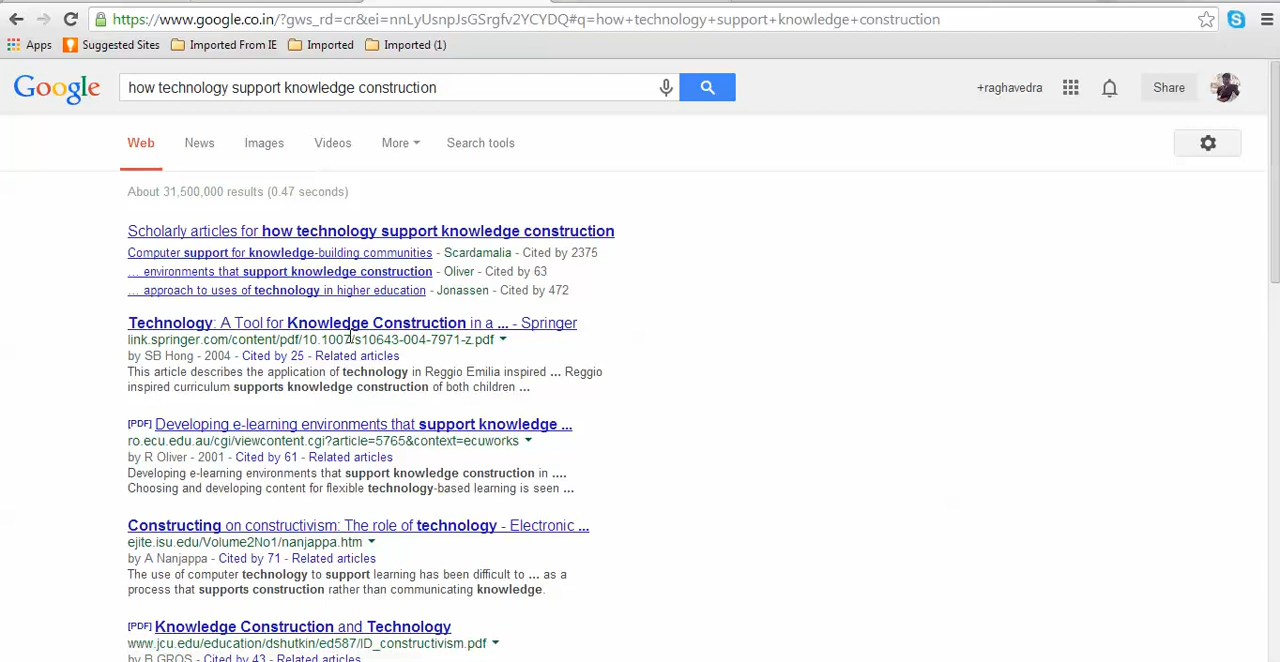 https://www.google.co.in/?gws_rd=cr&ei=nnLyUsnpJsGSrgfv2YCYDQ#q=how+technology+support+knowledge+construction
Apps Suggested Sites Imported From IE Imported Imported (1)
Google how technology support knowledge construction +raghavedra Share
Web News Images Videos More Search tools
About 31,500,000 results (0.47 seconds)
Scholarly articles for how technology support knowledge construction
Computer support for knowledge-building communities - Scardamalia - Cited by 2375
... environments that support knowledge construction - Oliver - Cited by 63
... approach to uses of technology in higher education - Jonassen - Cited by 472
Technology: A Tool for Knowledge Construction in a ... - Springer
link.springer.com/content/pdf/10.1007/s10643-004-7971-z.pdf
by SB Hong - 2004 - Cited by 25 - Related articles
This article describes the application of technology in Reggio Emilia inspired ... Reggio
inspired curriculum supports knowledge construction of both children ...
[PDF] Developing e-learning environments that support knowledge ...
ro.ecu.edu.au/cgi/viewcontent.cgi?article=5765&context=ecuworks
by R Oliver - 2001 - Cited by 61 - Related articles
Developing e-learning environments that support knowledge construction in ....
Choosing and developing content for flexible technology-based learning is seen ...
Constructing on constructivism: The role of technology - Electronic ...
ejite.isu.edu/Volume2No1/nanjappa.htm
by A Nanjappa - Cited by 71 - Related articles
The use of computer technology to support learning has been difficult to ... as a
process that supports construction rather than communicating knowledge.
[PDF] Knowledge Construction and Technology
www.jcu.edu/education/dshutkin/ed587/ID_constructivism.pdf
by B GROS - Cited by 43 - Related articles